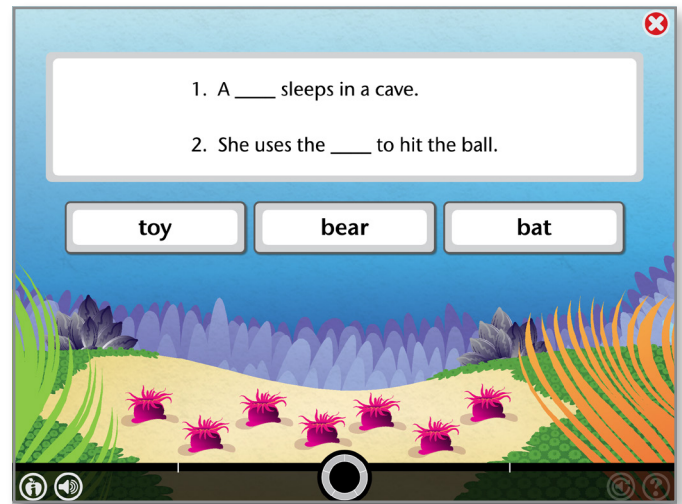 1. A ____ sleeps in a cave.
2. She uses the ____ to hit the ball.
toy bear bat